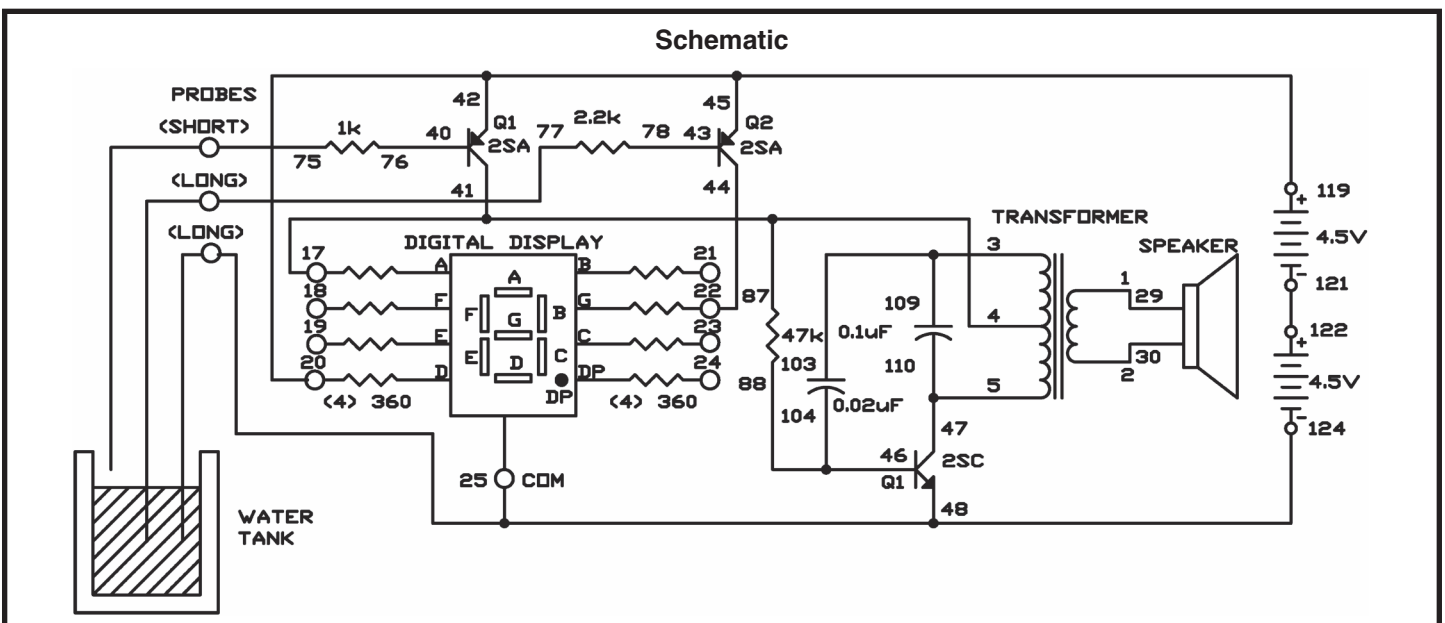 Schematic
PROBES
(SHORT)
(LONG)
(LONG)
1k
75
76
40
42
Q1
2SA
41
77
2.2k
78
43
45
Q2
2SA
44
DIGITAL DISPLAY
17
18
19
20
A
F
E
D
(4) 360
A
F
B
G
E
D
C
DP
B
G
C
DP
21
22
23
24
(4) 360
25
COM
WATER
TANK
87
47k
88
103
0.02uF
104
109
0.1uF
110
46
Q1
47
2SC
48
TRANSFORMER
3
4
5
SPEAKER
1
29
30
2
119
+
4.5V
-
121
122
+
4.5V
-
124